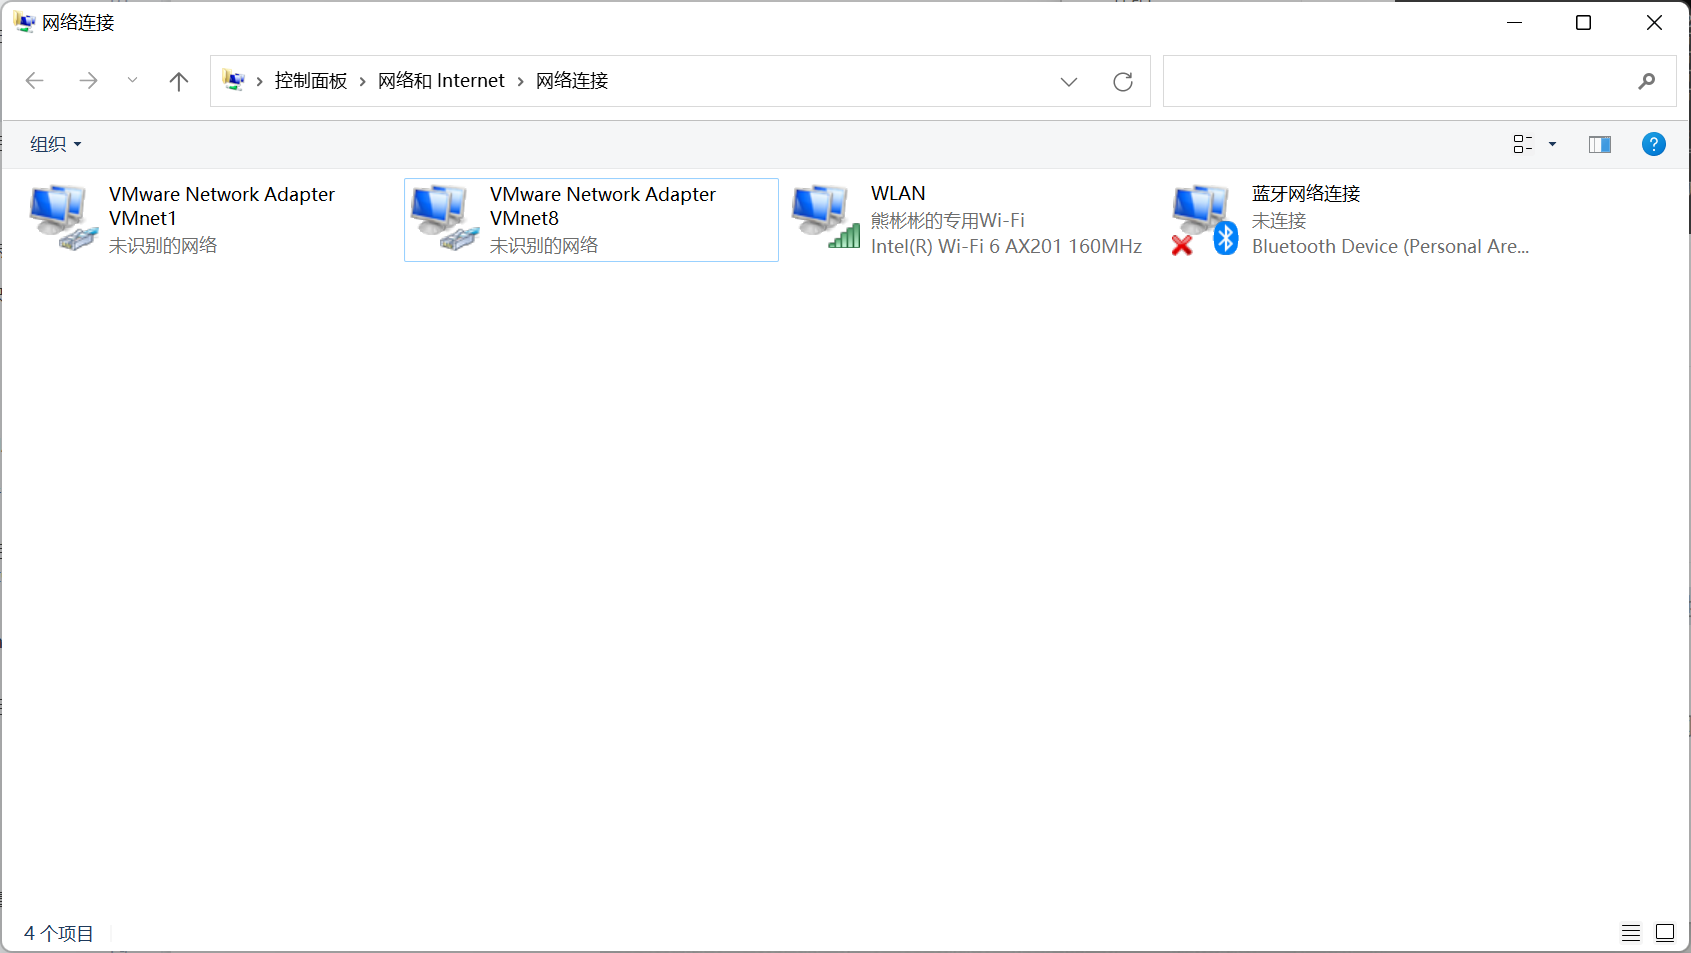 网络连接
控制面板 › 网络和 Internet › 网络连接
组织
VMware Network Adapter
VMnet1
未识别的网络
VMware Network Adapter
VMnet8
未识别的网络
WLAN
熊彬彬的专用Wi-Fi
Intel(R) Wi-Fi 6 AX201 160MHz
蓝牙网络连接
未连接
Bluetooth Device (Personal Are...
4 个项目